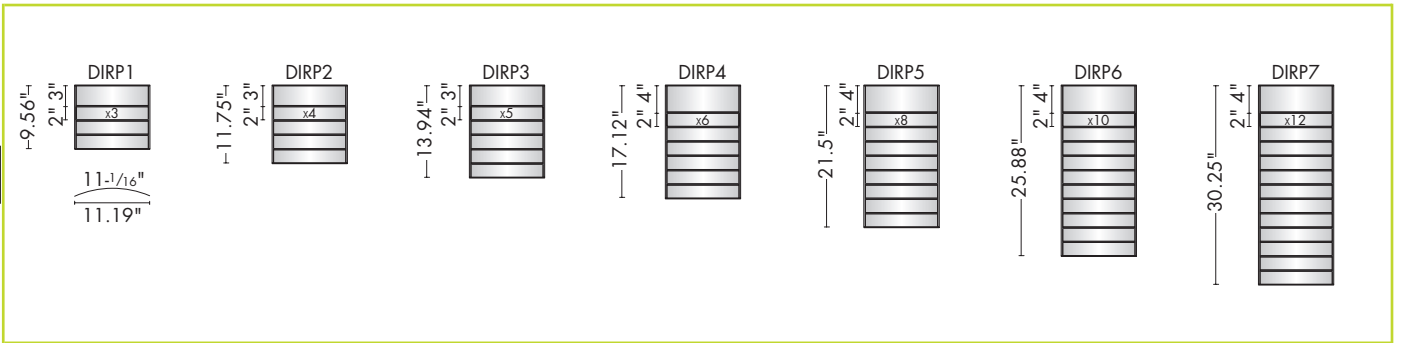 DIRP1
9.56"
2" 3"
x3
11-1/16"
11.19"
DIRP2
11.75"
2" 3"
x4
DIRP3
13.94"
2" 3"
x5
DIRP4
17.12"
2" 4"
x6
DIRP5
21.5"
2" 4"
x8
DIRP6
25.88"
2" 4"
x10
DIRP7
30.25"
2" 4"
x12